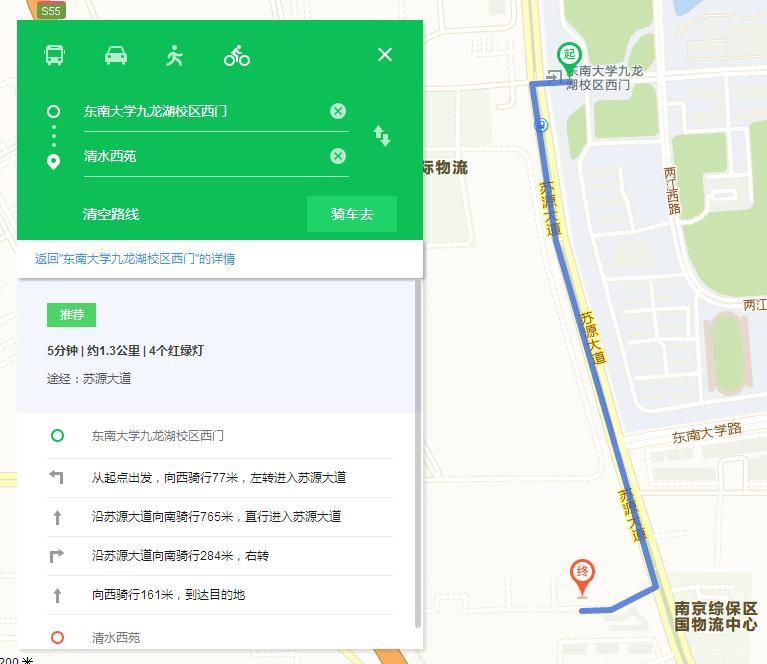 S55
东南大学九龙湖校区西门
清水西苑
清空路线
骑车去
返回"东南大学九龙湖校区西门"的详情
推荐
5分钟 | 约1.3公里 | 4个红绿灯
途经：苏源大道
东南大学九龙湖校区西门
从起点出发，向西骑行77米，左转进入苏源大道
沿苏源大道向南骑行765米，直行进入苏源大道
沿苏源大道向南骑行284米，右转
向西骑行161米，到达目的地
清水西苑
200 米
起
东南大学九龙
湖校区西门
际物流
苏源大道
两江西路
两江
苏源大道
东南大学路
苏源大道
终
南京综保区
国物流中心